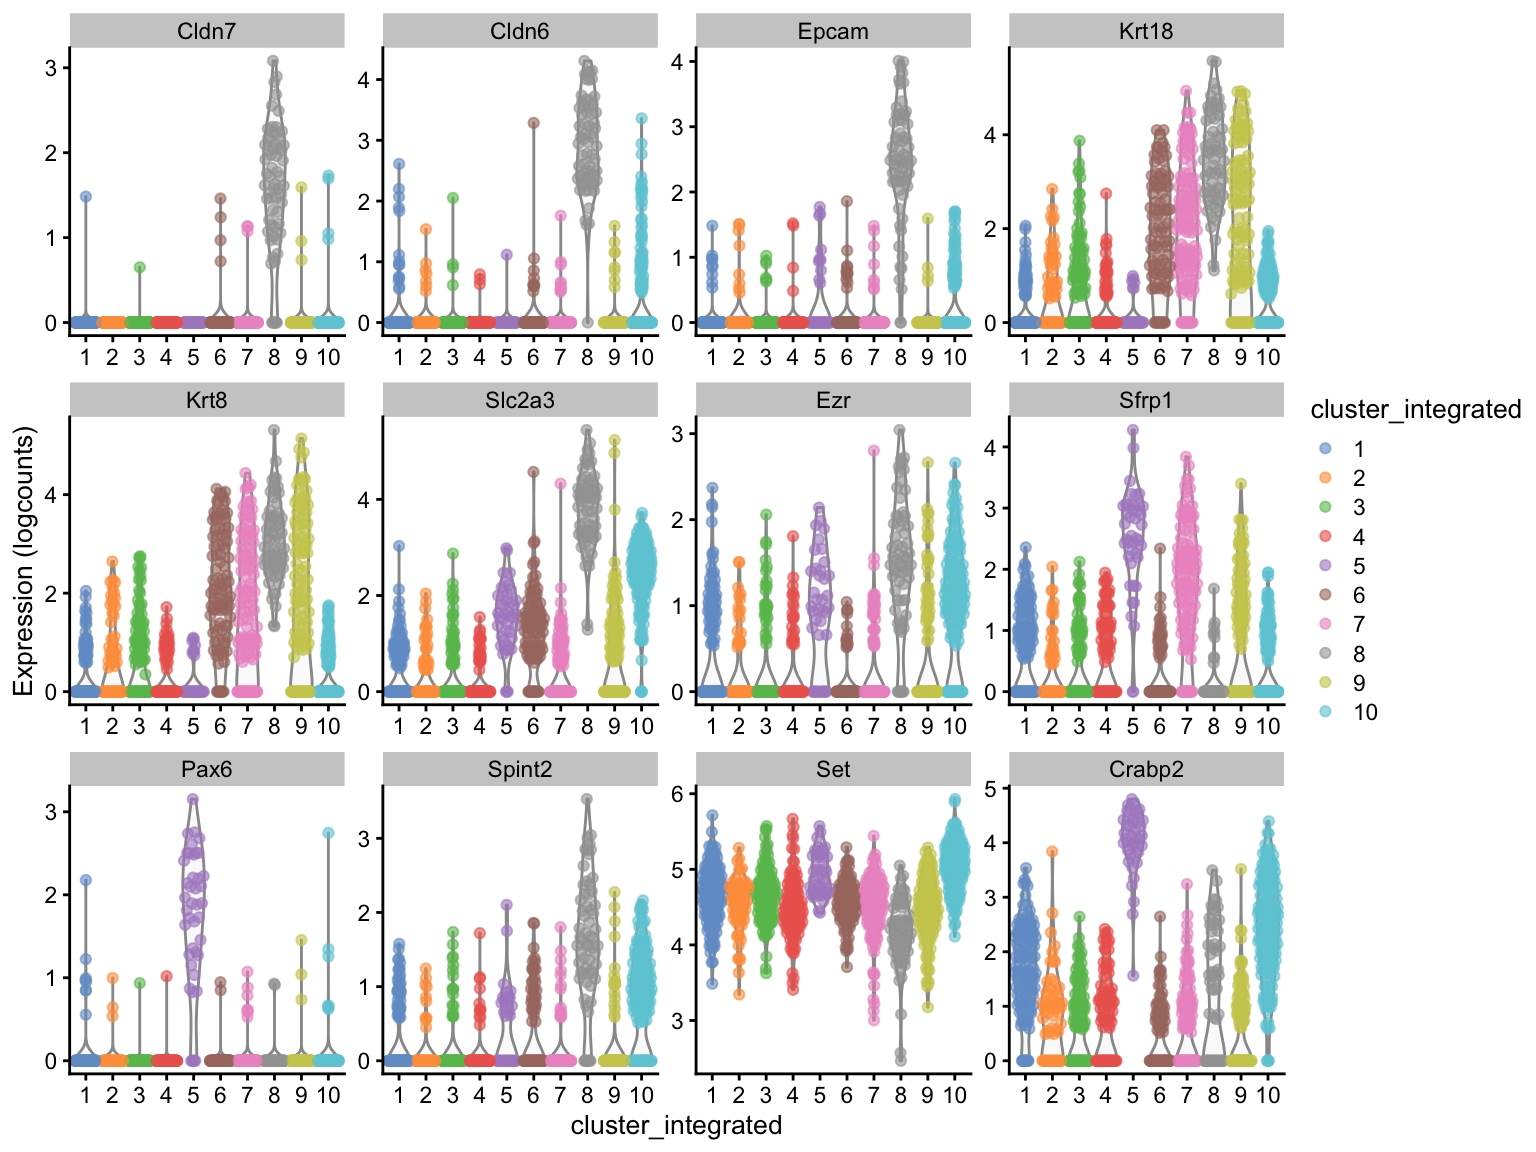 Cldn7 Cldn6 Epcam Krt18
3 4 4 4
2 3 3 2
1 2 2 0
0 1 1
0 0
1 2 3 4 5 6 7 8 9 10 1 2 3 4 5 6 7 8 9 10 1 2 3 4 5 6 7 8 9 10 1 2 3 4 5 6 7 8 9 10
Krt8 Slc2a3 Ezr Sfrp1
4 4 3 4
2 2 2 3
0 0 1 2
0 1
0
1 2 3 4 5 6 7 8 9 10 1 2 3 4 5 6 7 8 9 10 1 2 3 4 5 6 7 8 9 10 1 2 3 4 5 6 7 8 9 10
Pax6 Spint2 Set Crabp2
3 3 6 5
2 2 5 4
1 1 4 3
0 0 3 2
1
0
1 2 3 4 5 6 7 8 9 10 1 2 3 4 5 6 7 8 9 10 1 2 3 4 5 6 7 8 9 10 1 2 3 4 5 6 7 8 9 10
Expression (logcounts)
cluster_integrated
cluster_integrated
1
2
3
4
5
6
7
8
9
10